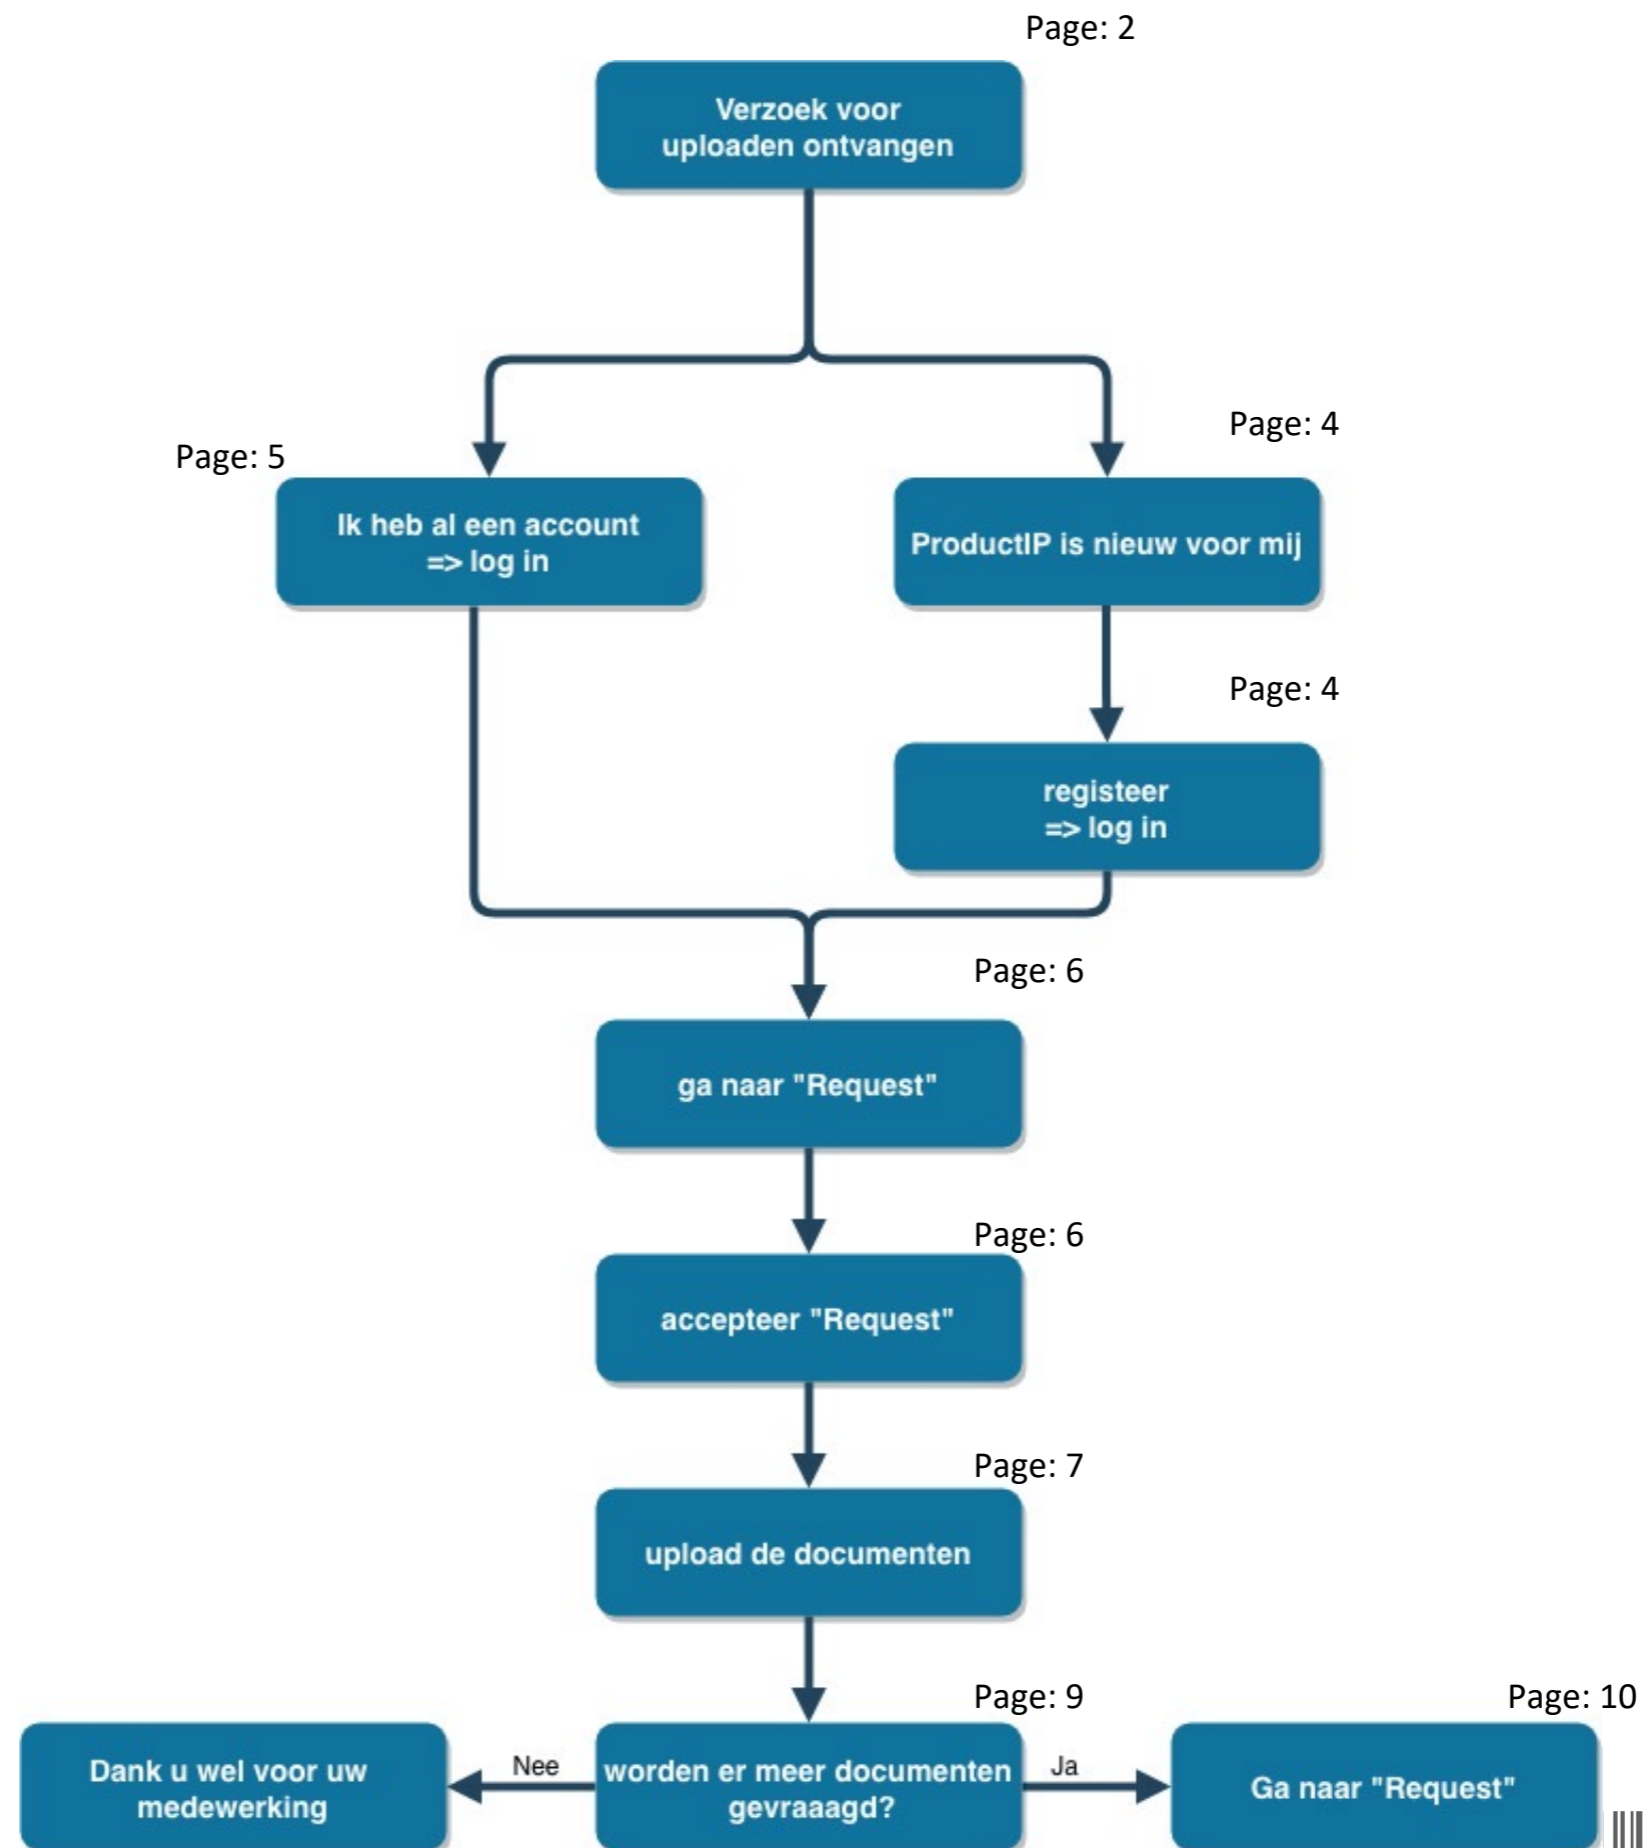 Page: 2
Verzoek voor
uploaden ontvangen
Page: 4
Page: 5
Ik heb al een account
=> log in
ProductIP is nieuw voor mij
Page: 4
registeer
=> log in
Page: 6
ga naar "Request"
Page: 6
accepteer "Request"
Page: 7
upload de documenten
Page: 9
Page: 10
Dank u wel voor uw
medewerking
Nee
worden er meer documenten
gevraaagd?
Ja
Ga naar "Request"